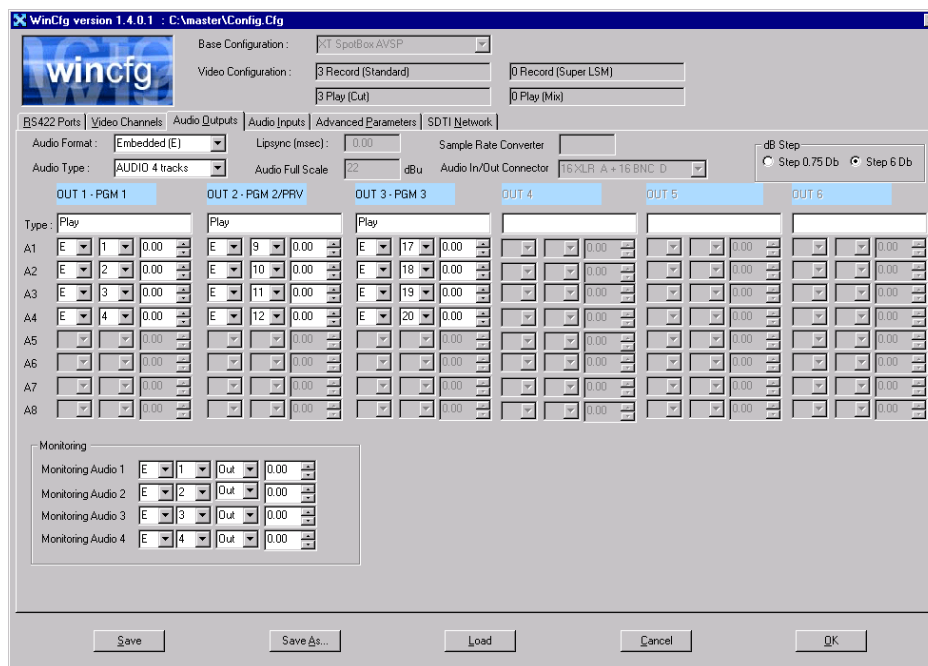 WinCfg version 1.4.0.1 : C:\master\Config.Cfg
wincfg
Base Configuration : XT SpotBox AVSP
Video Configuration : 3 Record (Standard) 0 Record (Super LSM)
3 Play (Cut) 0 Play (Mix)
RS422 Ports Video Channels Audio Outputs Audio Inputs Advanced Parameters SDTI Network
Audio Format : Embedded (E) Lipsync (msec) : 0.00 Sample Rate Converter dB Step
Audio Type : AUDIO 4 tracks Audio Full Scale 22 dBu Audio In/Out Connector 16 XLR A + 16 BNC D Step 0.75 Db Step 6 Db
OUT 1 - PGM 1 OUT 2 - PGM 2/PRV OUT 3 - PGM 3 OUT 4 OUT 5 OUT 6
Type : Play Play Play
A1 E 1 0.00 E 9 0.00 E 17 0.00 0.00 0.00 0.00
A2 E 2 0.00 E 10 0.00 E 18 0.00 0.00 0.00 0.00
A3 E 3 0.00 E 11 0.00 E 19 0.00 0.00 0.00 0.00
A4 E 4 0.00 E 12 0.00 E 20 0.00 0.00 0.00 0.00
A5 0.00 0.00 0.00 0.00 0.00 0.00
A6 0.00 0.00 0.00 0.00 0.00 0.00
A7 0.00 0.00 0.00 0.00 0.00 0.00
A8 0.00 0.00 0.00 0.00 0.00 0.00
Monitoring
Monitoring Audio 1 E 1 Out 0.00
Monitoring Audio 2 E 2 Out 0.00
Monitoring Audio 3 E 3 Out 0.00
Monitoring Audio 4 E 4 Out 0.00
Save Save As... Load Cancel OK